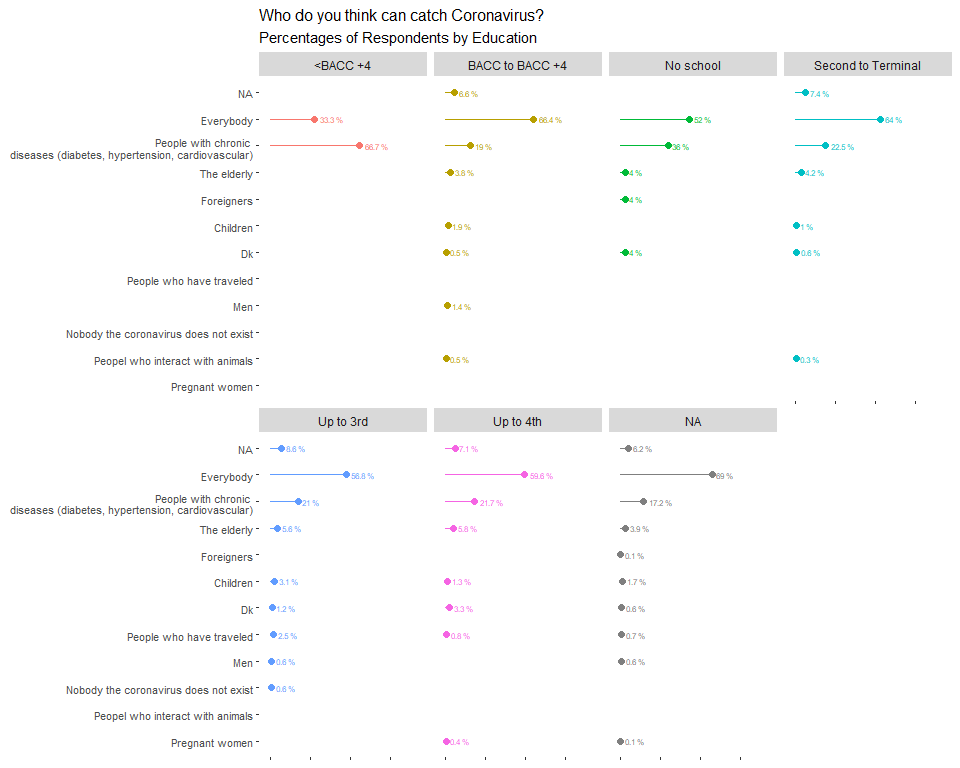 Who do you think can catch Coronavirus?
Percentages of Respondents by Education
<BACC +4
BACC to BACC +4
No school
Second to Terminal
NA
6.6 %
7.4 %
Everybody
33.3 %
66.4 %
52 %
64 %
People with chronic
diseases (diabetes, hypertension, cardiovascular)
66.7 %
19 %
36 %
22.5 %
The elderly
3.8 %
4 %
4.2 %
Foreigners
4 %
Children
1.9 %
1 %
Dk
0.5 %
4 %
0.6 %
People who have traveled
Men
1.4 %
Nobody the coronavirus does not exist
Peopel who interact with animals
0.5 %
0.3 %
Pregnant women
Up to 3rd
Up to 4th
NA
NA
6.6 %
7.1 %
6.2 %
Everybody
56.8 %
59.6 %
69 %
People with chronic
diseases (diabetes, hypertension, cardiovascular)
21 %
21.7 %
17.2 %
The elderly
5.6 %
5.8 %
3.9 %
Foreigners
0.1 %
Children
3.1 %
1.3 %
1.7 %
Dk
1.2 %
3.3 %
0.6 %
People who have traveled
2.5 %
0.8 %
0.7 %
Men
0.6 %
0.6 %
Nobody the coronavirus does not exist
0.6 %
Peopel who interact with animals
Pregnant women
0.4 %
0.1 %